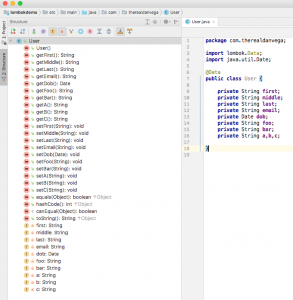 lombokdemo
src
main
java
com
therealdanvega
User
Structure
User.java
1: Project
2: Structure
User
User()
getFirst(): String
getMiddle(): String
getLast(): String
getEmail(): String
getDob(): Date
getFoo(): String
getBar(): String
getA(): String
getB(): String
getC(): String
setFirst(String): void
setMiddle(String): void
setLast(String): void
setEmail(String): void
setDob(Date): void
setFoo(String): void
setBar(String): void
setA(String): void
setB(String): void
setC(String): void
equals(Object): boolean ↑Object
hashCode(): int ↑Object
canEqual(Object): boolean
toString(): String ↑Object
first: String
middle: String
last: String
email: String
dob: Date
foo: String
bar: String
a: String
b: String
c: String
package com.therealdanvega;
import lombok.Data;
import java.util.Date;
@Data
public class User {
private String first;
private String middle;
private String last;
private String email;
private Date dob;
private String foo;
private String bar;
private String a,b,c;
}